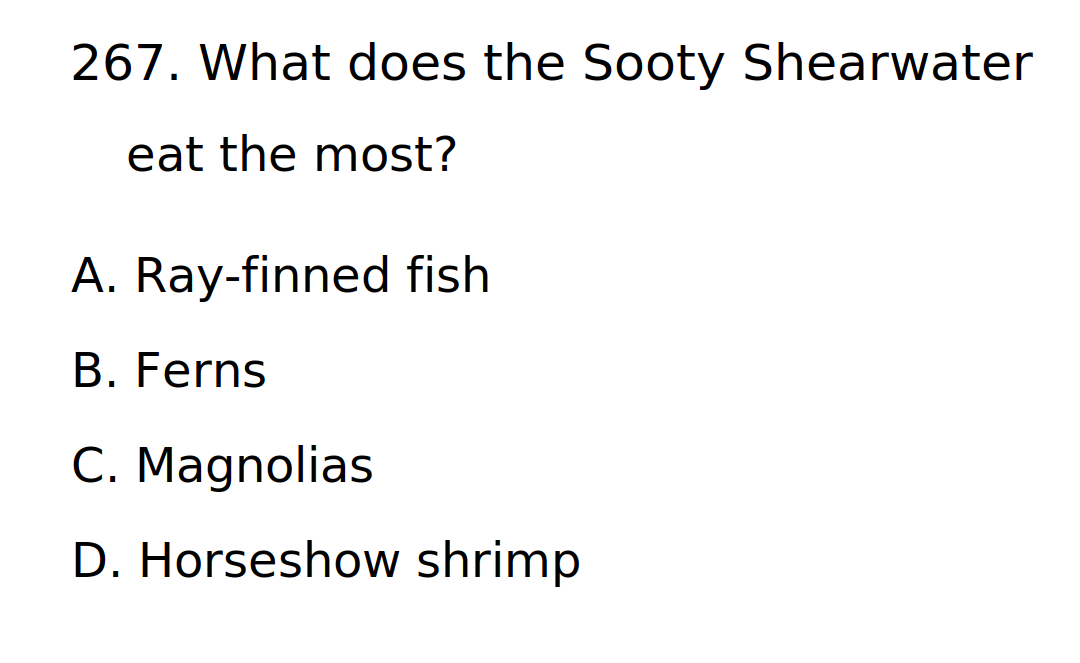 267. What does the Sooty Shearwater
eat the most?
A. Ray-finned fish
B. Ferns
C. Magnolias
D. Horseshow shrimp